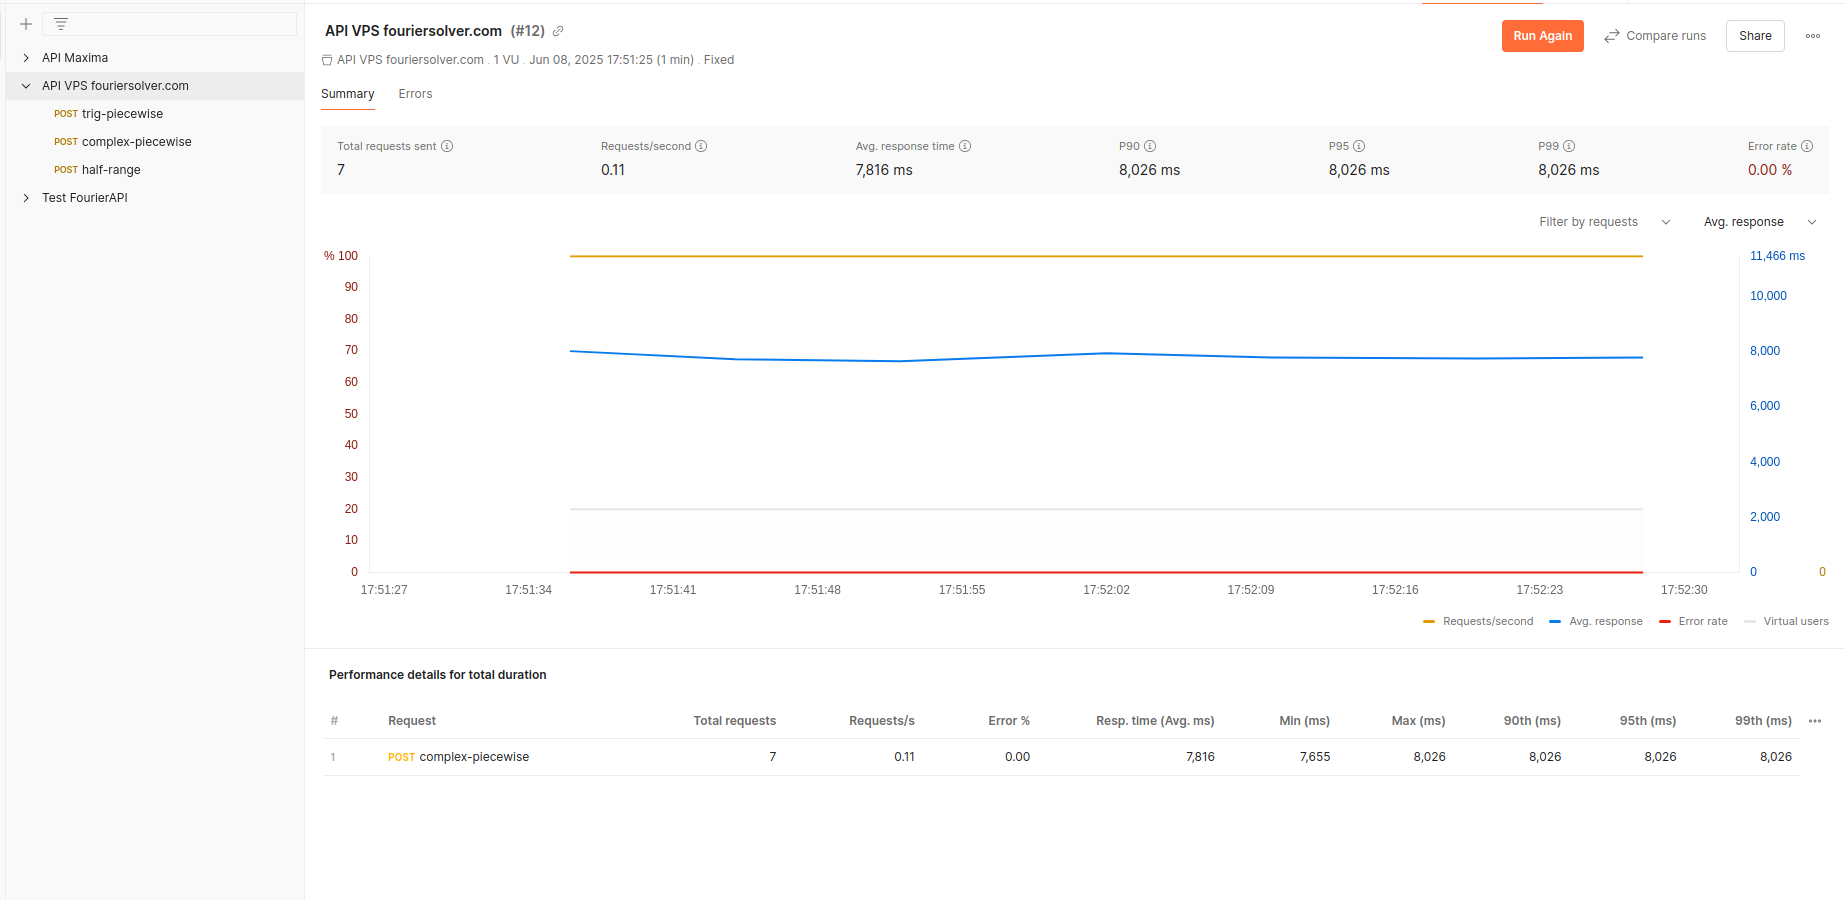 API Maxima
API VPS fouriersolver.com
POST trig-piecewise
POST complex-piecewise
POST half-range
Test FourierAPI
API VPS fouriersolver.com (#12)
API VPS fouriersolver.com . 1 VU . Jun 08, 2025 17:51:25 (1 min) . Fixed
Run Again
Compare runs
Share
Summary Errors
Total requests sent Requests/second Avg. response time P90 P95 P99 Error rate
7 0.11 7,816 ms 8,026 ms 8,026 ms 8,026 ms 0.00 %
Filter by requests Avg. response
% 100 11,466 ms
90 10,000
80
70 8,000
60
50 6,000
40
30 4,000
20 2,000
10
0 0 0
17:51:27 17:51:34 17:51:41 17:51:48 17:51:55 17:52:02 17:52:09 17:52:16 17:52:23 17:52:30
Requests/second Avg. response Error rate Virtual users
Performance details for total duration
# Request Total requests Requests/s Error % Resp. time (Avg. ms) Min (ms) Max (ms) 90th (ms) 95th (ms) 99th (ms)
1 POST complex-piecewise 7 0.11 0.00 7,816 7,655 8,026 8,026 8,026 8,026